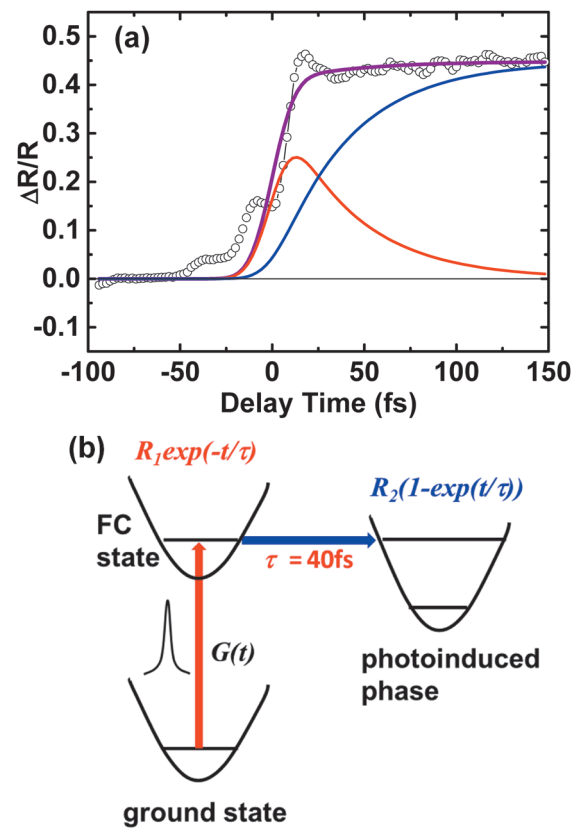 (a)
ΔR/R
0.5
0.4
0.3
0.2
0.1
0.0
-0.1
-100 -50 0 50 100 150
Delay Time (fs)
(b)
R₁exp(-t/τ)
R₂(1-exp(t/τ))
FC
state
τ = 40fs
G(t)
photoinduced
phase
ground state